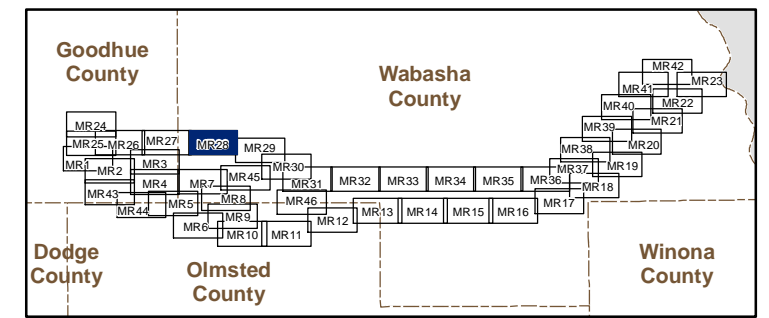 Goodhue
County
Wabasha
County
MR42
MR41
MR23
MR22
MR40
MR21
MR24
MR39
MR25
MR26
MR27
MR28
MR29
MR20
MR38
MR1
MR2
MR3
MR30
MR37
MR19
MR4
MR7
MR45
MR31
MR32
MR33
MR34
MR35
MR36
MR18
MR43
MR44
MR5
MR8
MR46
MR17
MR9
MR12
MR13
MR14
MR15
MR16
MR6
MR10
MR11
Dodge
County
Olmsted
County
Winona
County